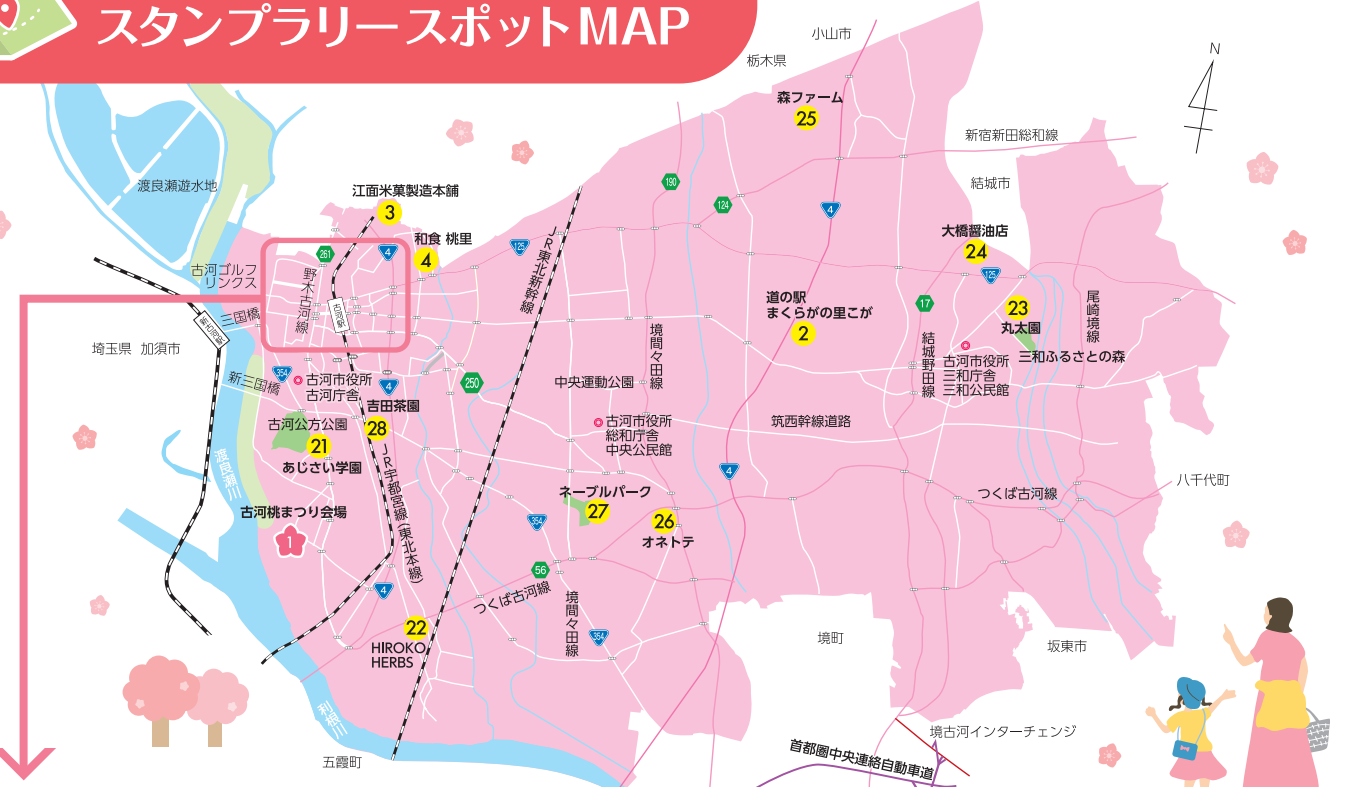 スタンプラリースポットMAP
小山市
栃木県
N
森ファーム
25
新宿新田総和線
渡良瀬遊水地
結城市
190
江面米菓製造本舗
3
124
4
和食 桃里
4
大橋醤油店
24
125
JR東北新幹線
261
4
古河ゴルフ
リンクス
野木古河線
125
道の駅
まくらがの里こが
2
17
23
丸太園
尾崎境線
三国橋
古河駅
新古河駅
境間々田線
結城野田線
古河市役所
三和庁舎
三和公民館
三和ふるさとの森
埼玉県 加須市
新三国橋
354
古河市役所
古河庁舎
4
250
中央運動公園
吉田茶園
28
古河公方公園
21
あじさい学園
古河市役所
総和庁舎
中央公民館
筑西幹線道路
渡良瀬川
JR宇都宮線(東北本線)
4
八千代町
つくば古河線
ネーブルパーク
27
古河桃まつり会場
1
354
26
オネトテ
56
4
つくば古河線
境間々田線
22
HIROKO
HERBS
354
境町
坂東市
利根川
五霞町
境古河インターチェンジ
首都圏中央連絡自動車道